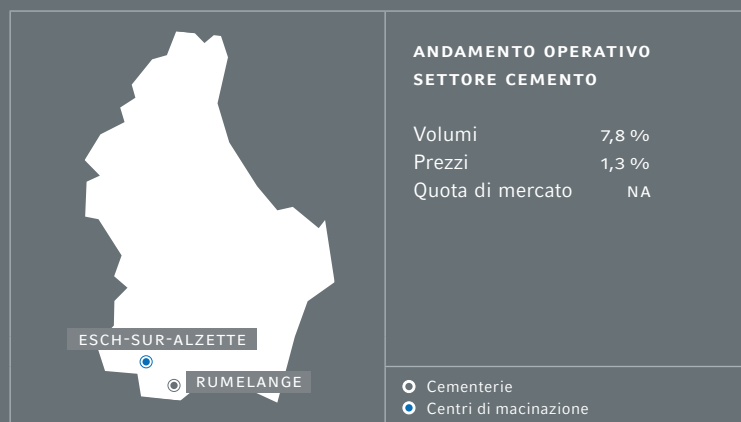 ANDAMENTO OPERATIVO
SETTORE CEMENTO
Volumi 7,8 %
Prezzi 1,3 %
Quota di mercato NA
ESCH-SUR-ALZETTE
RUMELANGE
Cementerie
Centri di macinazione